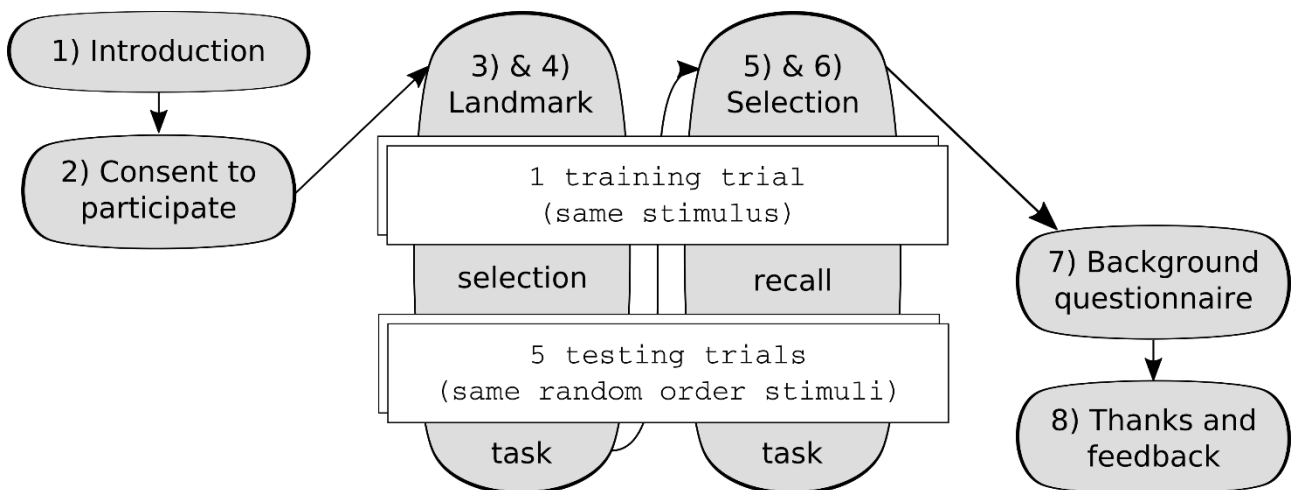 1) Introduction
2) Consent to
participate
3) & 4)
Landmark
5) & 6)
Selection
1 training trial
(same stimulus)
selection
recall
5 testing trials
(same random order stimuli)
task
task
7) Background
questionnaire
8) Thanks and
feedback